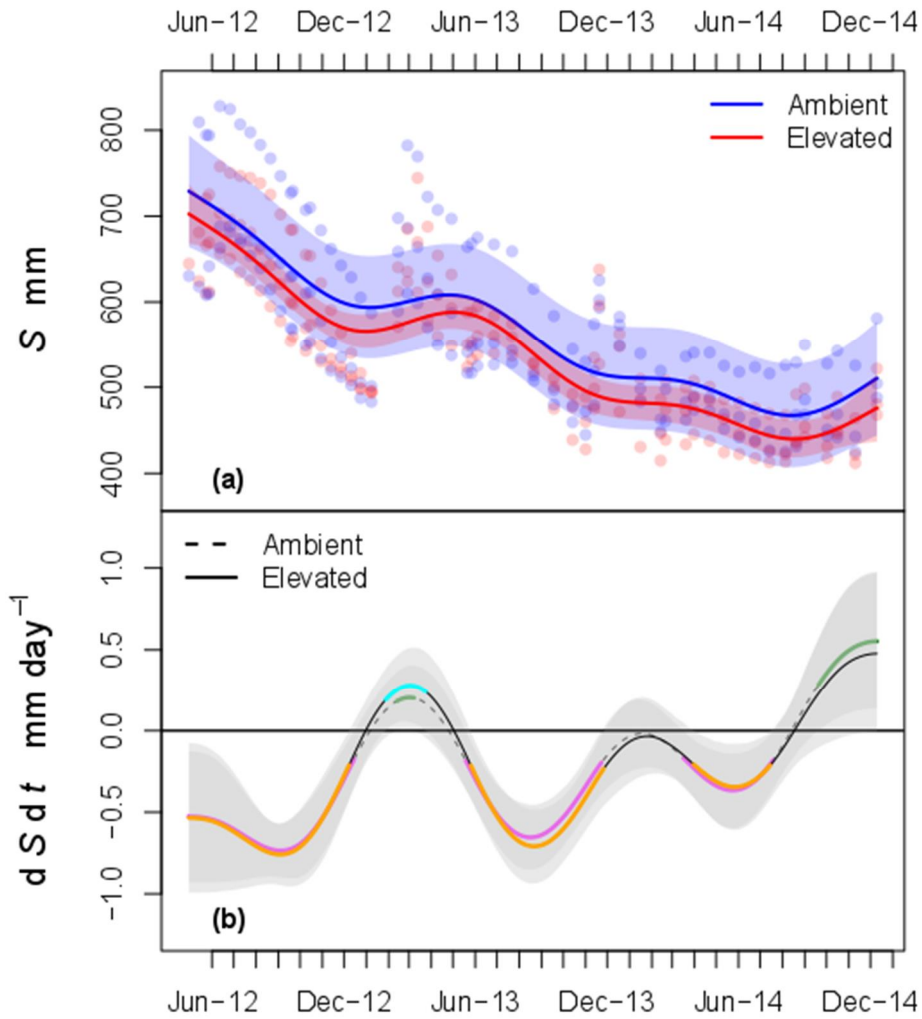 Jun−12 Dec−12 Jun−13 Dec−13 Jun−14 Dec−14
Ambient
Elevated
800
700
600
500
400
S mm
(a)
Ambient
Elevated
1.0
0.5
0.0
−0.5
−1.0
d S d t mm day⁻¹
(b)
Jun−12 Dec−12 Jun−13 Dec−13 Jun−14 Dec−14